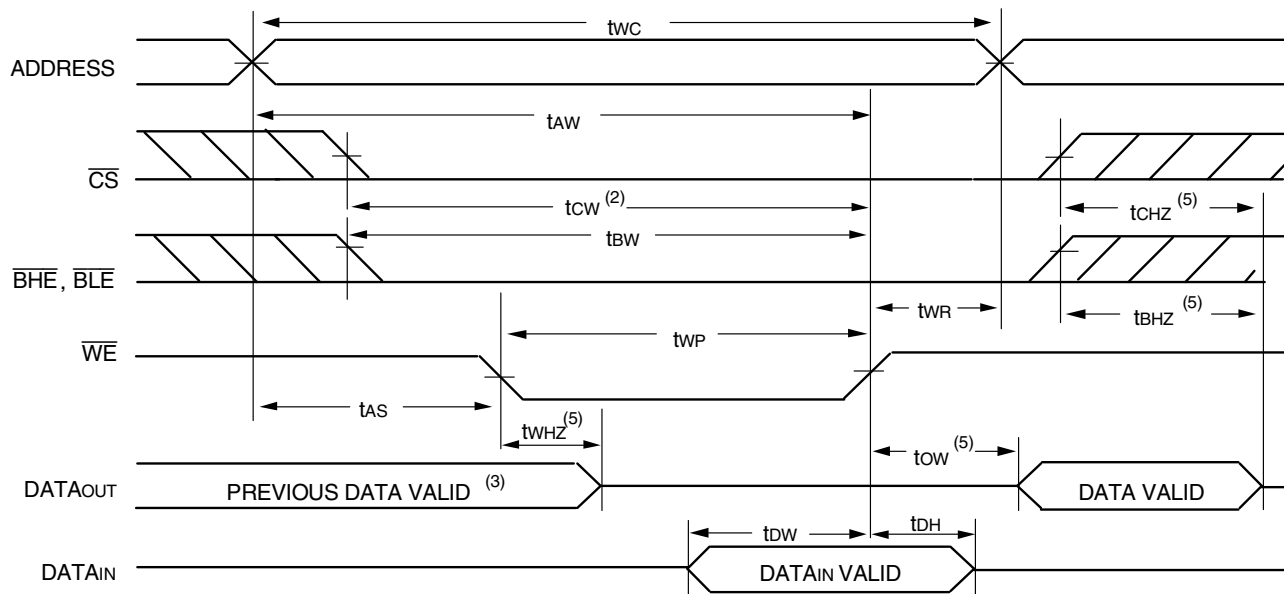 tWC
ADDRESS
tAW
CS
tCW (2)
tCHZ (5)
tBW
BHE, BLE
tWR
tBHZ (5)
tWP
WE
tAS
tWHZ (5)
tOW (5)
DATAOUT
PREVIOUS DATA VALID (3)
DATA VALID
tDW
tDH
DATAIN
DATAIN VALID